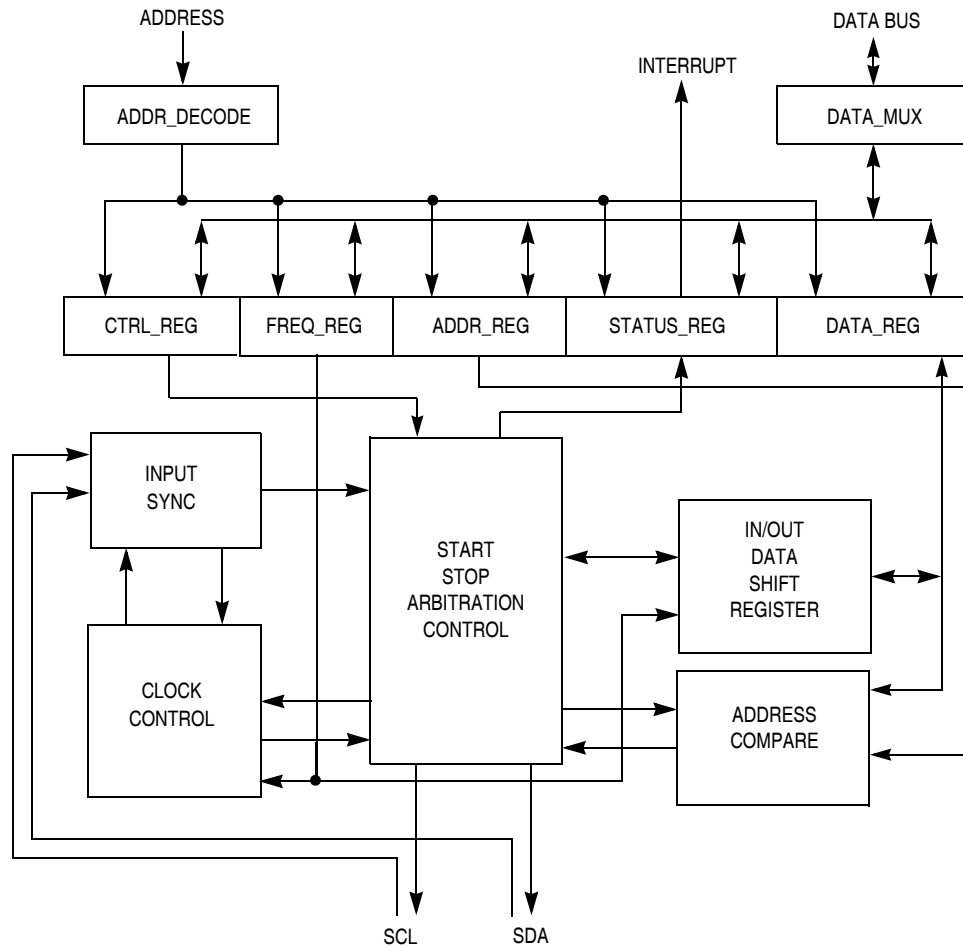 ADDRESS
DATA BUS
INTERRUPT
ADDR_DECODE
DATA_MUX
CTRL_REG
FREQ_REG
ADDR_REG
STATUS_REG
DATA_REG
INPUT
SYNC
START
STOP
ARBITRATION
CONTROL
IN/OUT
DATA
SHIFT
REGISTER
CLOCK
CONTROL
ADDRESS
COMPARE
SCL
SDA